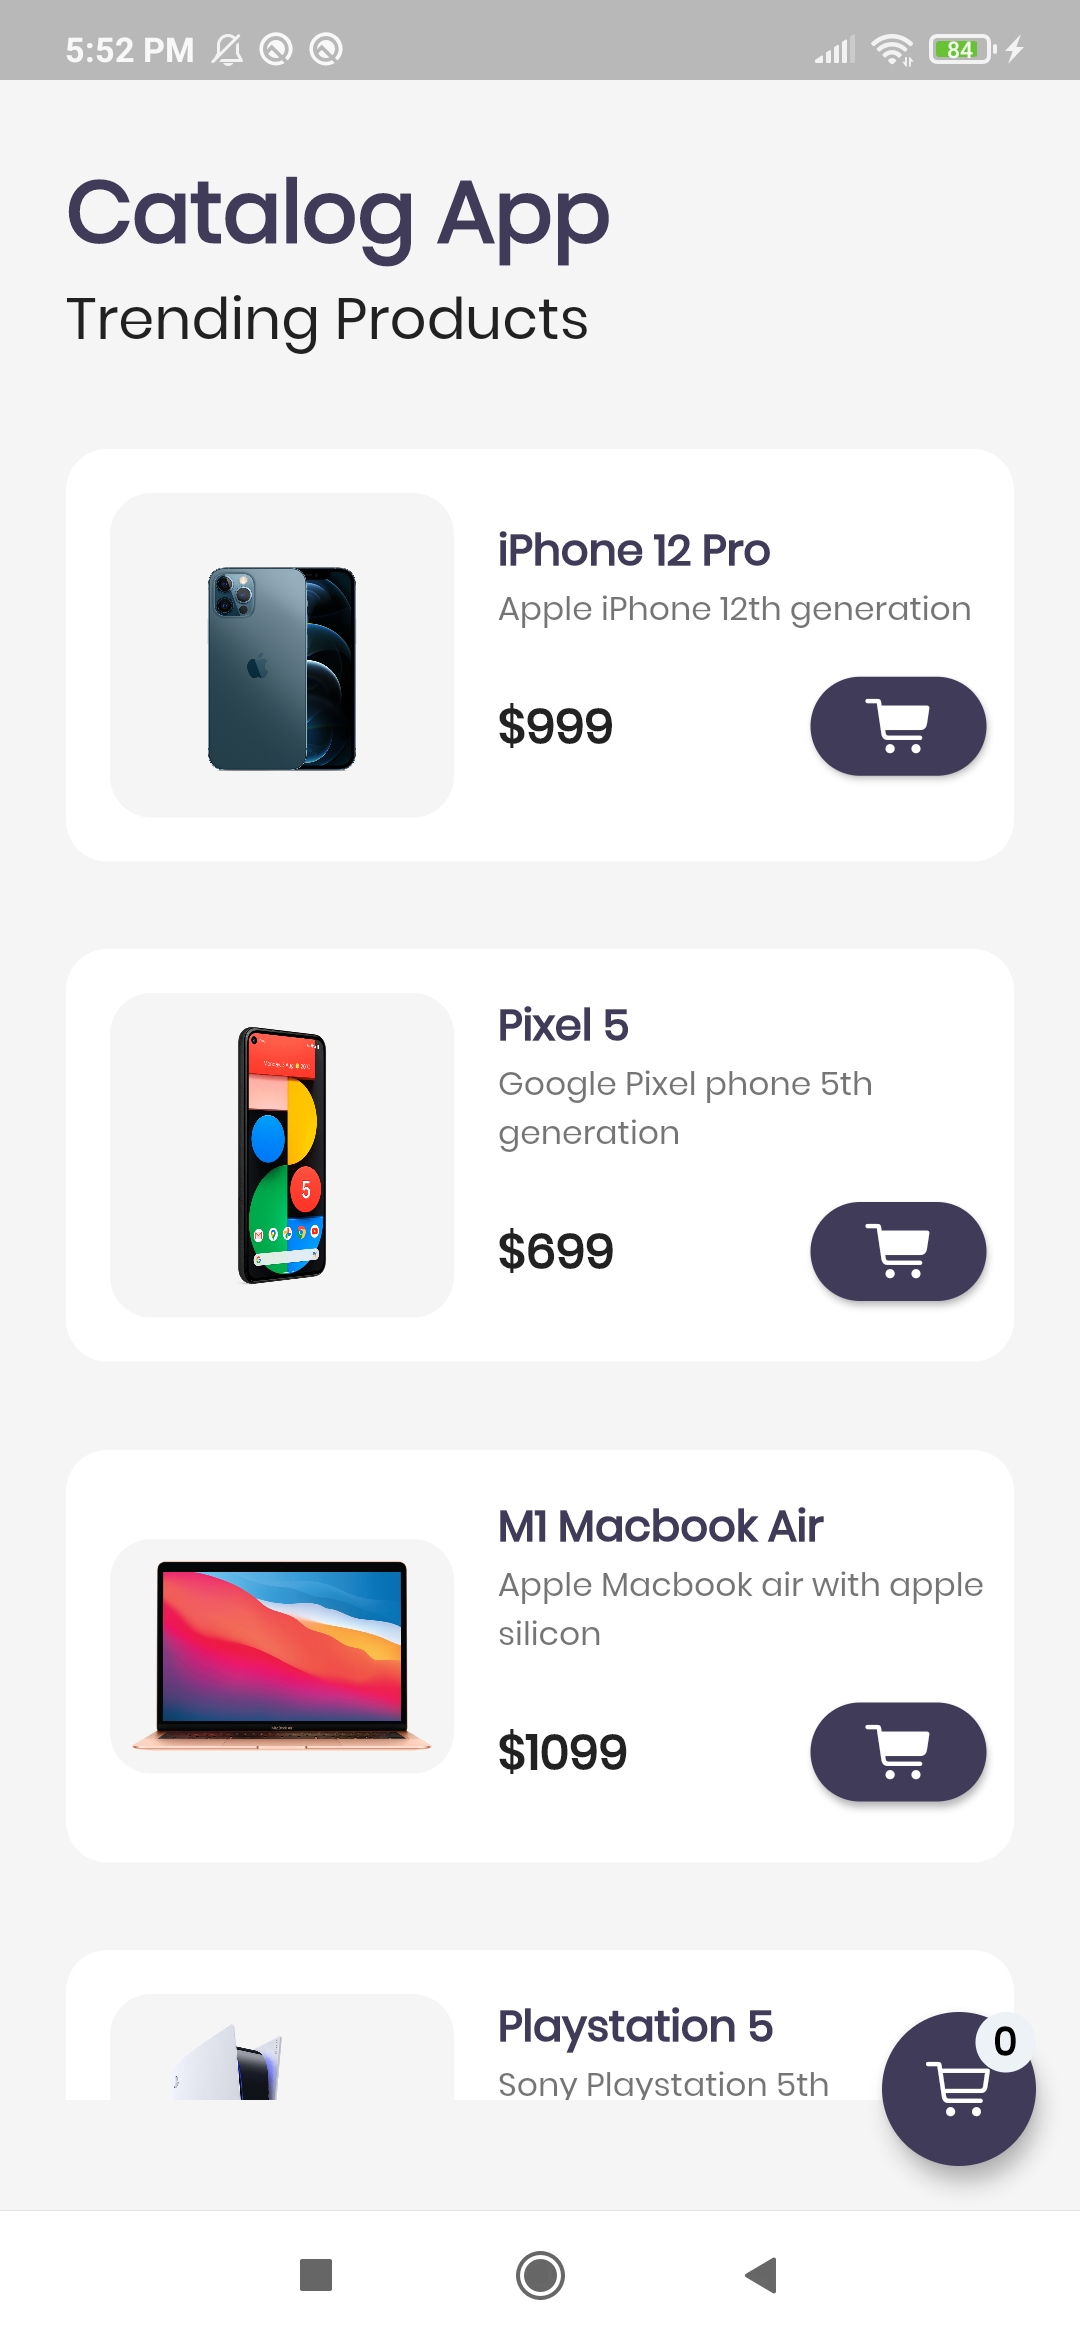 5:52 PM
84
Catalog App
Trending Products
iPhone 12 Pro
Apple iPhone 12th generation
$999
Pixel 5
Google Pixel phone 5th
generation
$699
5
M1 Macbook Air
Apple Macbook air with apple
silicon
$1099
Playstation 5
Sony Playstation 5th
0